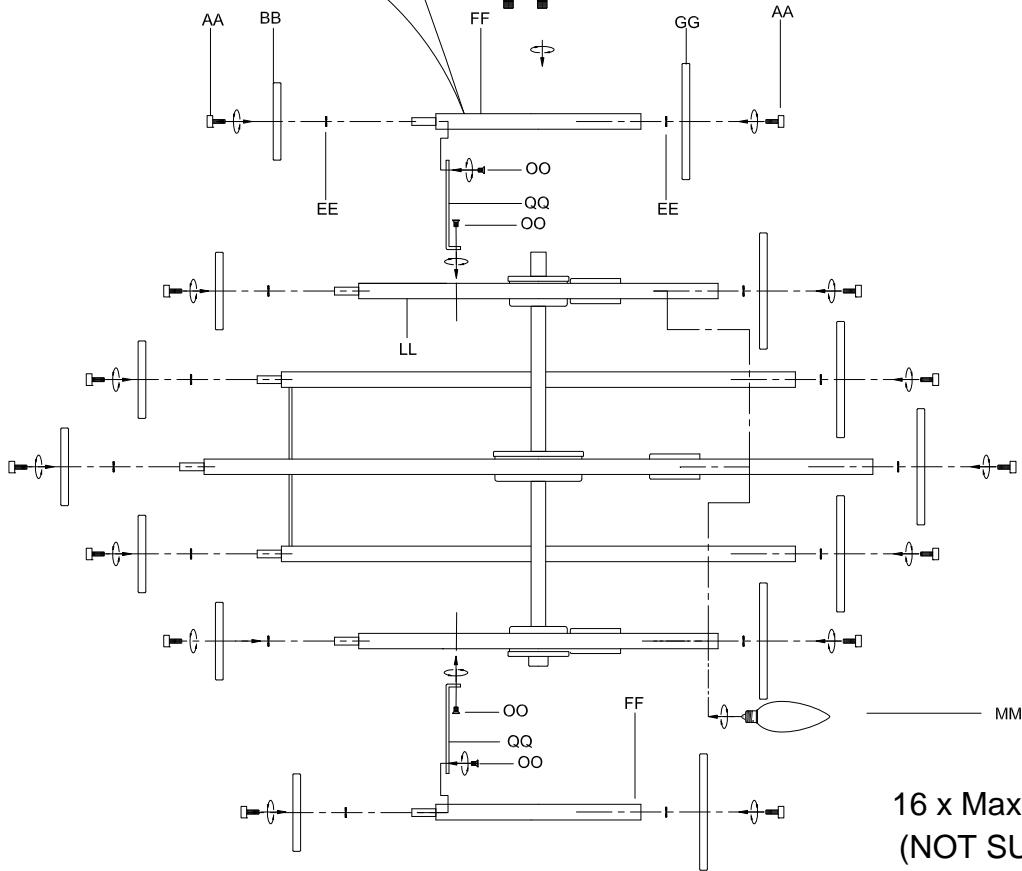 AA BB FF GG AA
EE OO EE
QQ
OO
LL
OO FF MM
QQ
OO
16 x Max
(NOT SU